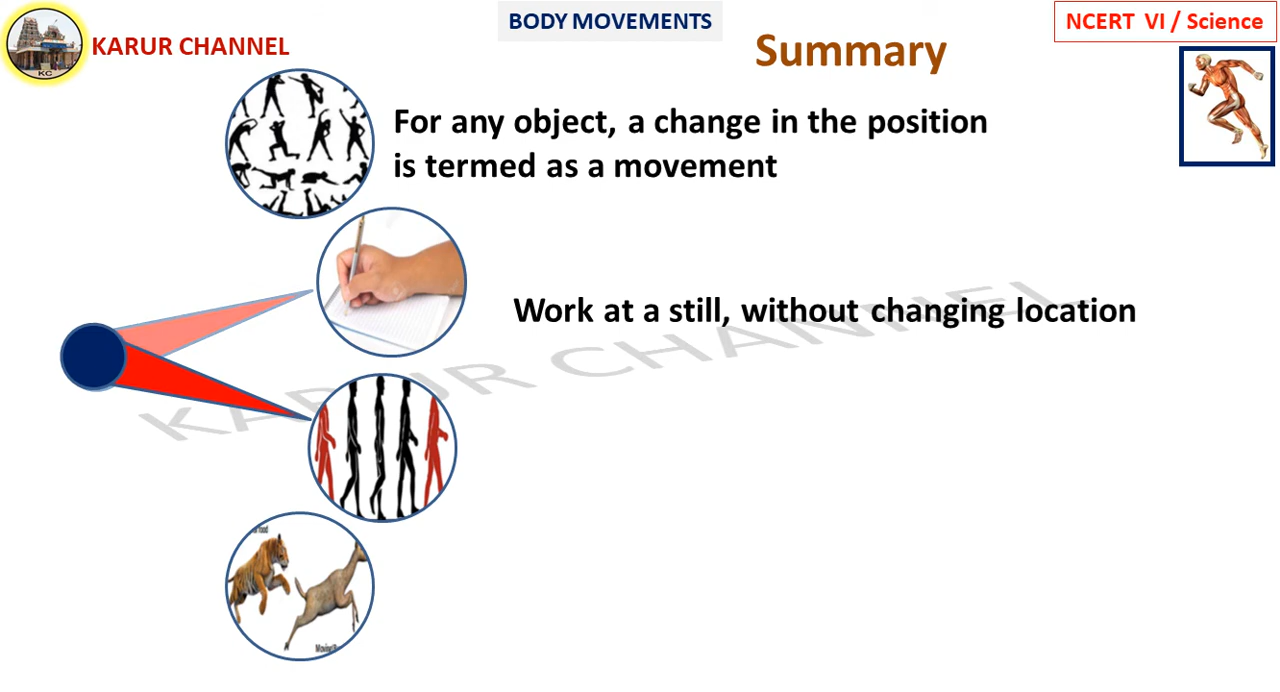 BODY MOVEMENTS
NCERT VI / Science
KARUR CHANNEL
KC
Summary
For any object, a change in the position
is termed as a movement
Work at a still, without changing location
KARUR CHANNEL